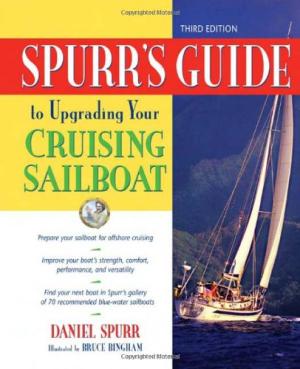 THIRD EDITION
SPURR'S GUIDE
to Upgrading Your
CRUISING
SAILBOAT
Prepare your sailboat for offshore cruising
Improve your boat's strength, comfort,
performance, and versatility
Find your next boat in Spurr's gallery
of 70 recommended blue-water sailboats
DANIEL SPURR
Illustrated by BRUCE BINGHAM